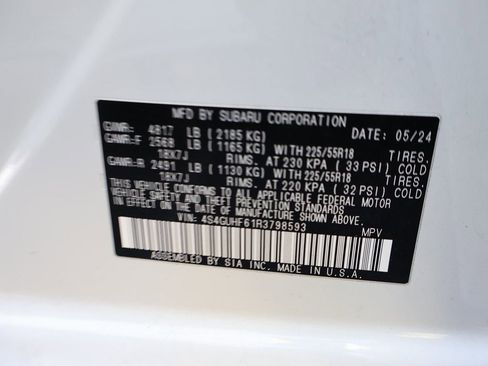 MFD BY SUBARU CORPORATION DATE: 05/24
GVWR: 4817 LB (2185 KG)
GAWR-F 2568 LB (1165 KG) WITH 225/55R18 TIRES,
18X7J RIMS, AT 230 KPA (33 PSI) COLD
GAWR-R 2491 LB (1130 KG) WITH 225/55R18 TIRES,
18X7J RIMS, AT 220 KPA (32 PSI) COLD
THIS VEHICLE CONFORMS TO ALL APPLICABLE FEDERAL MOTOR
VEHICLE SAFETY AND THEFT PREVENTION STANDARDS IN
EFFECT ON THE DATE OF MANUFACTURE SHOWN ABOVE.
VIN: 4S4GUHF61R3798593 MPV
ASSEMBLED BY SIA INC. MADE IN U.S.A.